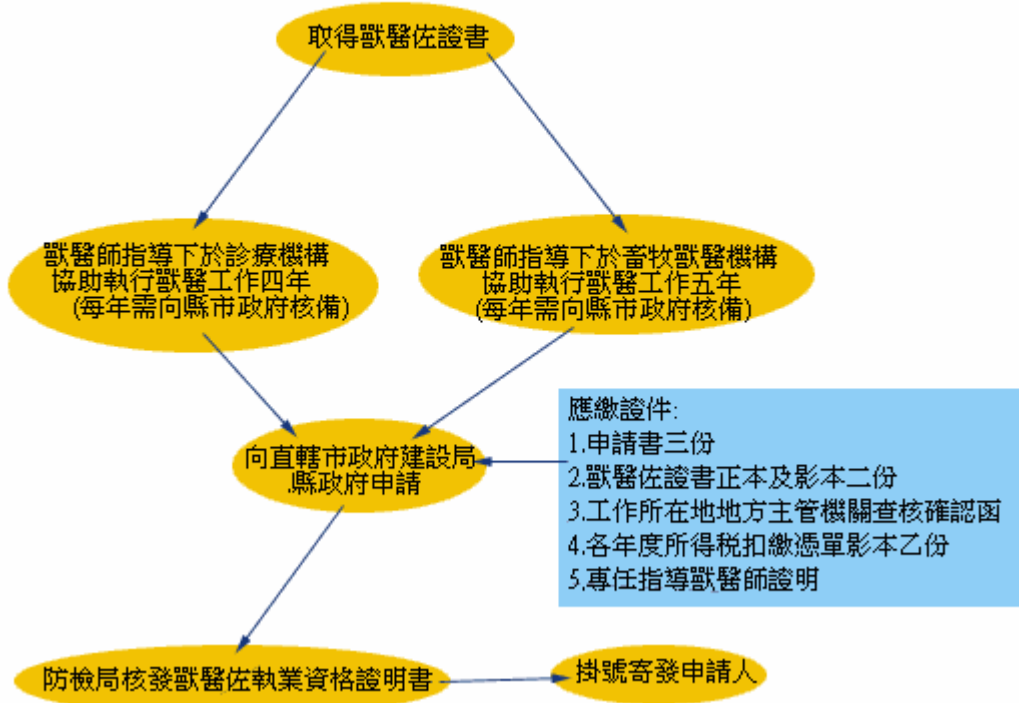 取得獸醫佐證書
獸醫師指導下於診療機構
協助執行獸醫工作四年
(每年需向縣市政府核備)
獸醫師指導下於畜牧獸醫機構
協助執行獸醫工作五年
(每年需向縣市政府核備)
向直轄市政府建設局
.縣政府申請
應繳證件:
1.申請書三份
2.獸醫佐證書正本及影本二份
3.工作所在地地方主管機關查核確認函
4.各年度所得稅扣繳憑單影本乙份
5.專任指導獸醫師證明
防檢局核發獸醫佐執業資格證明書
掛號寄發申請人